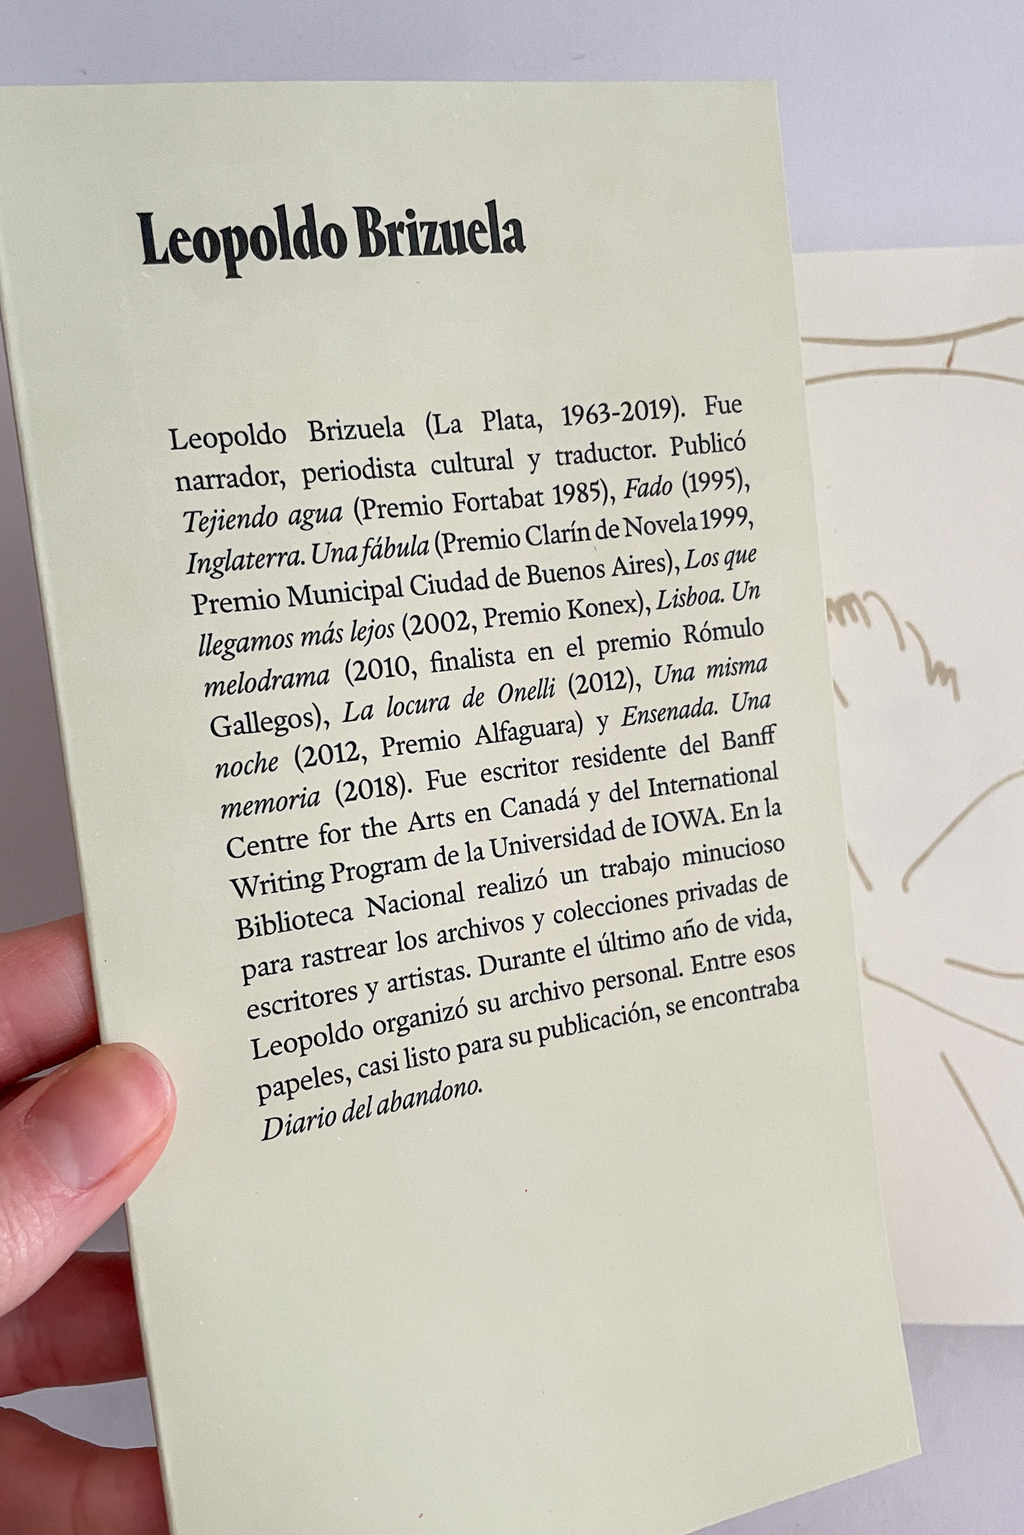 Leopoldo Brizuela
Leopoldo Brizuela (La Plata, 1963-2019). Fue
narrador, periodista cultural y traductor. Publicó
Tejiendo agua (Premio Fortabat 1985), Fado (1995),
Inglaterra. Una fábula (Premio Clarín de Novela 1999,
Premio Municipal Ciudad de Buenos Aires), Los que
llegamos más lejos (2002, Premio Konex), Lisboa. Un
melodrama (2010, finalista en el premio Rómulo
Gallegos), La locura de Onelli (2012), Una misma
noche (2012, Premio Alfaguara) y Ensenada. Una
memoria (2018). Fue escritor residente del Banff
Centre for the Arts en Canadá y del International
Writing Program de la Universidad de IOWA. En la
Biblioteca Nacional realizó un trabajo minucioso
para rastrear los archivos y colecciones privadas de
escritores y artistas. Durante el último año de vida,
Leopoldo organizó su archivo personal. Entre esos
papeles, casi listo para su publicación, se encontraba
Diario del abandono.